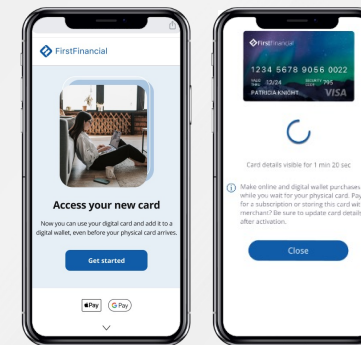 FirstFinancial
Access your new card
Now you can use your digital card and add it to a
digital wallet, even before your physical card arrives.
Get started
Pay
G Pay
FirstFinancial
1234 5678 9056 0022
13/24
795
PATRICIA KNIGHT
VISA
Card details visible for 1 min 20 sec
Make online and digital wallet purchases
while you wait for your physical card. Pay
for a subscription or storing this card wit
merchant? Be sure to update card details
after activation.
Close